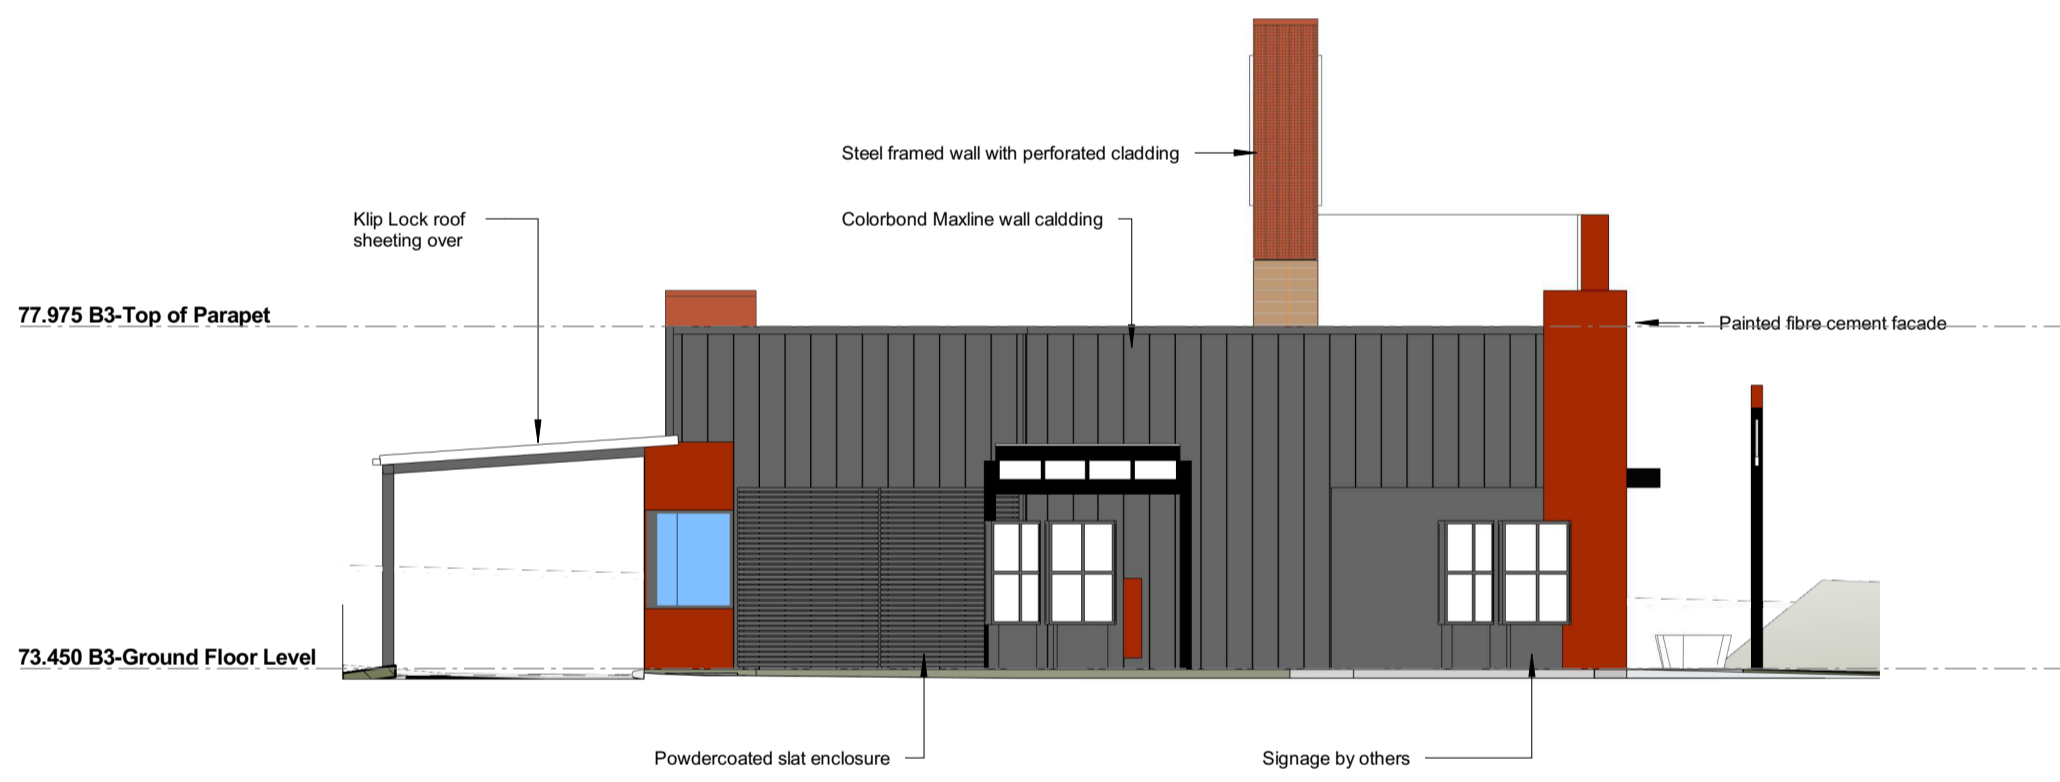 Steel framed wall with perforated cladding
Klip Lock roof
sheeting over
Colorbond Maxline wall caldding
77.975 B3-Top of Parapet
Painted fibre cement facade
73.450 B3-Ground Floor Level
Powdercoated slat enclosure
Signage by others